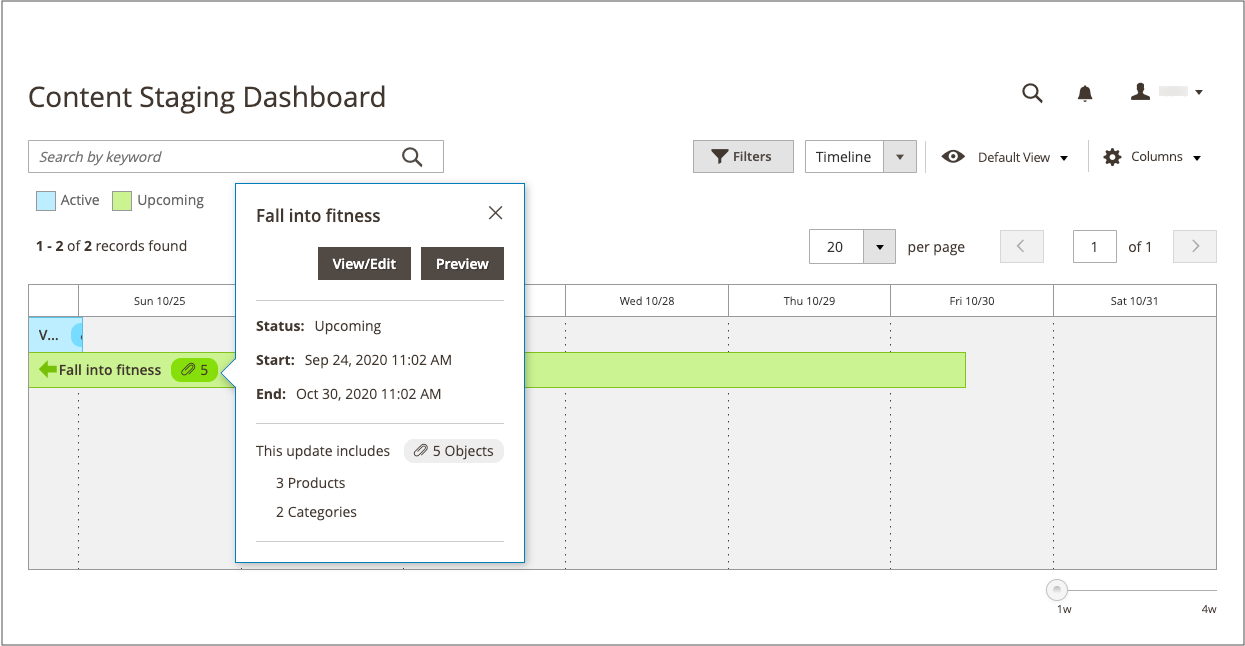 Content Staging Dashboard
Search by keyword
Filters
Timeline
Default View
Columns
Active
Upcoming
1 - 2 of 2 records found
20
per page
1
of 1
Sun 10/25
Wed 10/28
Thu 10/29
Fri 10/30
Sat 10/31
V...
Fall into fitness
5
Fall into fitness
View/Edit
Preview
Status: Upcoming
Start: Sep 24, 2020 11:02 AM
End: Oct 30, 2020 11:02 AM
This update includes
5 Objects
3 Products
2 Categories
1w
4w